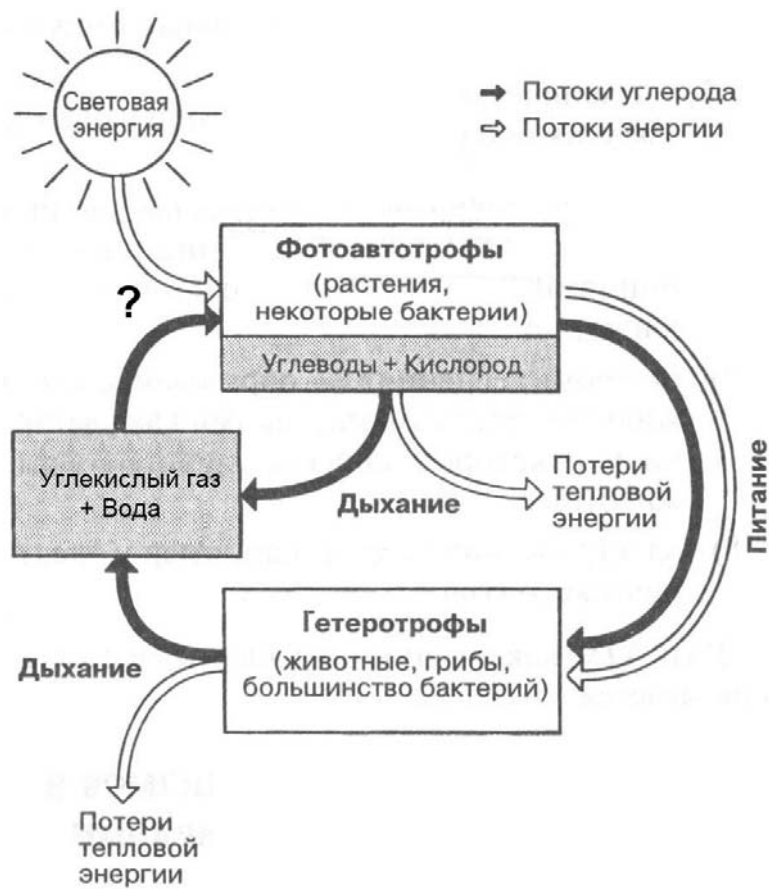 Световая
энергия
Потоки углерода
Потоки энергии
Фотоавтотрофы
(растения,
некоторые бактерии)
?
Углеводы + Кислород
Углекислый газ
+ Вода
Дыхание
Потери
тепловой
энергии
Питание
Гетеротрофы
(животные, грибы,
большинство бактерий)
Дыхание
Потери
тепловой
энергии